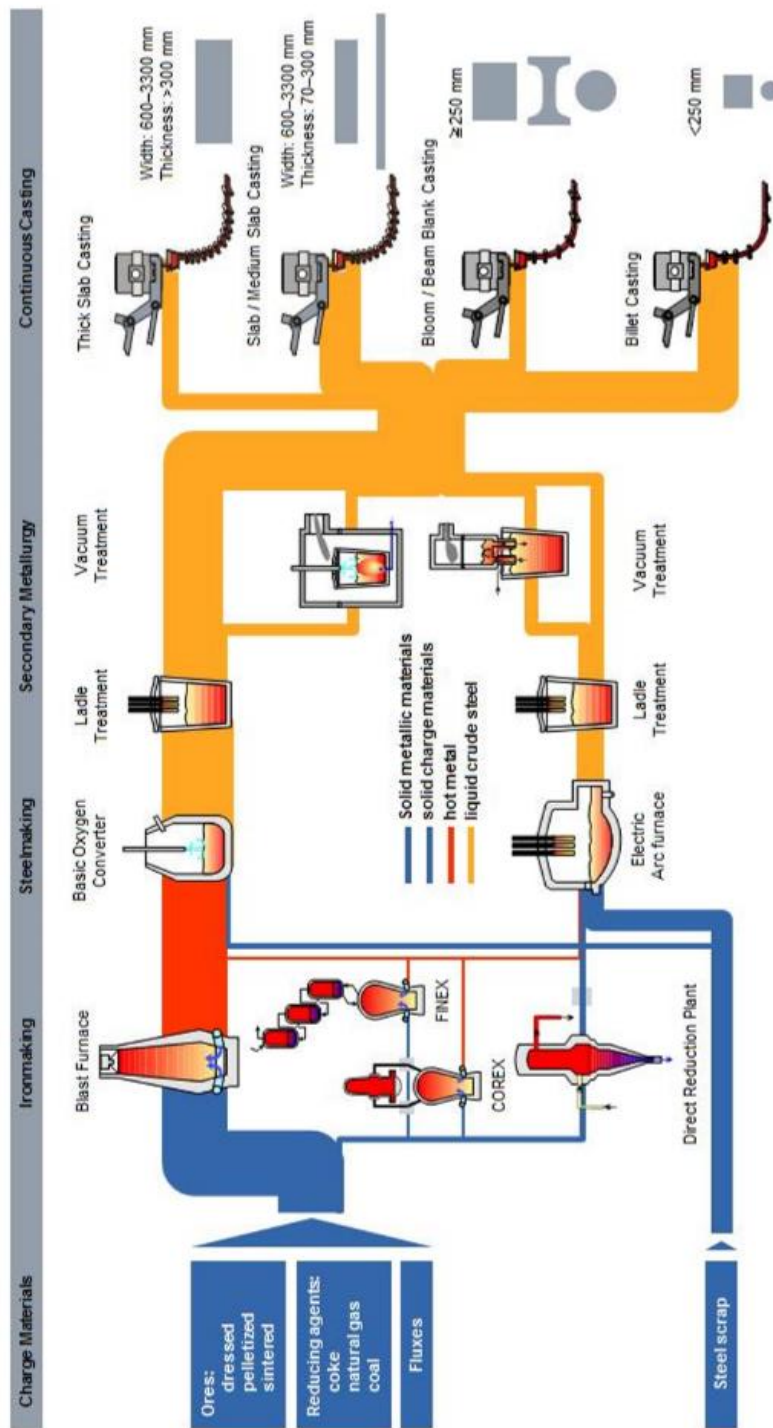 Charge Materials
Ironmaking
Steelmaking
Secondary Metallurgy
Continuous Casting
Ores:
dressed
pelletized
sintered
Reducing agents:
coke
natural gas
coal
Fluxes
Steel scrap
Blast Furnace
FINEX
COREX
Direct Reduction Plant
Basic Oxygen
Converter
Solid metallic materials
solid charge materials
hot metal
liquid crude steel
Electric
Arc furnace
Ladle
Treatment
Ladle
Treatment
Vacuum
Treatment
Vacuum
Treatment
Thick Slab Casting
Width: 600–3300 mm
Thickness: >300 mm
Slab / Medium Slab Casting
Width: 600–3300 mm
Thickness: 70–300 mm
Bloom / Beam Blank Casting
≧250 mm
Billet Casting
<250 mm